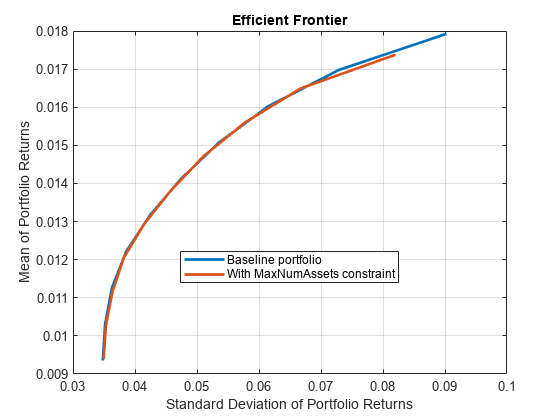 Efficient Frontier
0.018
0.017
0.016
0.015
0.014
0.013
0.012
0.011
0.01
0.009
Mean of Portfolio Returns
Baseline portfolio
With MaxNumAssets constraint
0.03 0.04 0.05 0.06 0.07 0.08 0.09 0.1
Standard Deviation of Portfolio Returns